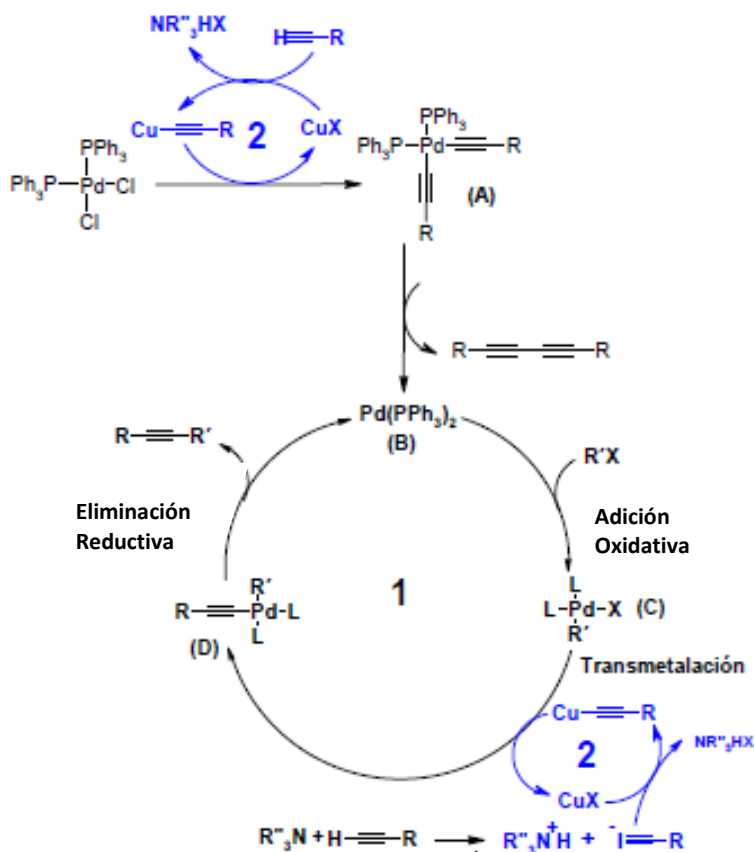 NR"₃HX H≡R
Cu≡R 2 CuX
PPh₃
Ph₃P-Pd-Cl
Cl
PPh₃
Ph₃P-Pd≡R
(A)
R
R≡≡R
Pd(PPh₃)₂
(B)
R≡R´
R´X
Eliminación
Reductiva
Adición
Oxidativa
1
R´
R≡Pd-L
L
(D)
L
L-Pd-X (C)
R´
Transmetalación
Cu≡R
2
NR"₃HX
CuX
R"₃N + H≡R → R"₃N⁺H + ⁻I≡R